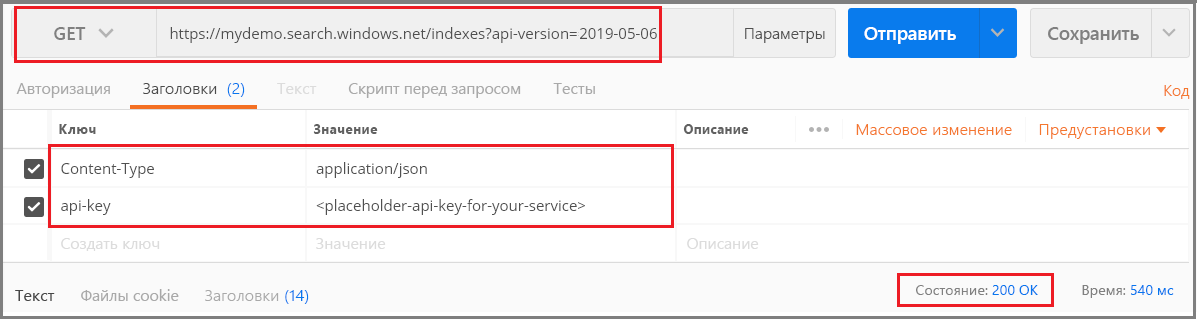 GET https://mydemo.search.windows.net/indexes?api-version=2019-05-06 Параметры Отправить Сохранить
Авторизация Заголовки (2) Текст Скрипт перед запросом Тесты Код
Ключ Значение Описание ••• Массовое изменение Предустановки
Content-Type application/json
api-key <placeholder-api-key-for-your-service>
Создать ключ Значение Описание
Текст Файлы cookie Заголовки (14) Состояние: 200 OK Время: 540 мс